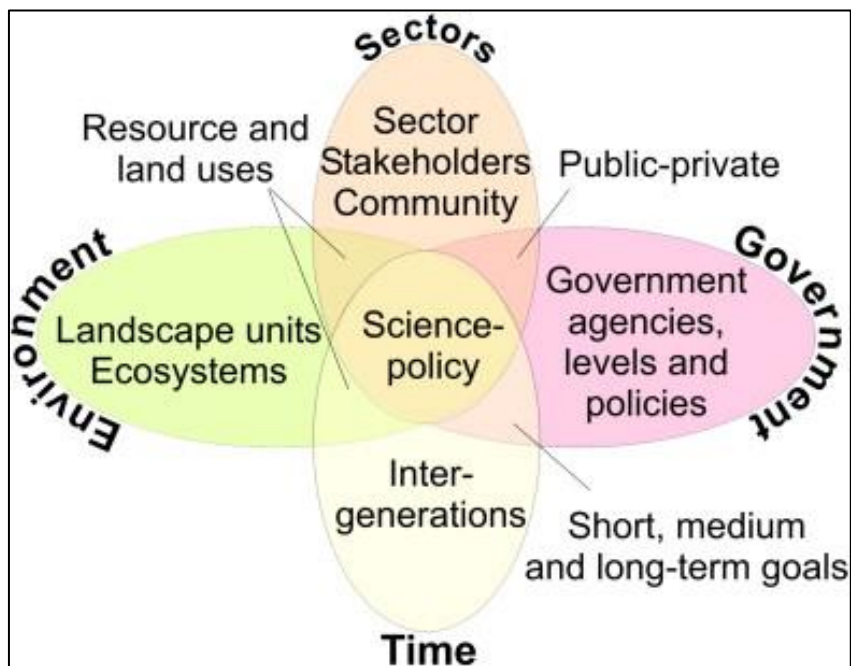 Sectors
Resource and
land uses
Sector
Stakeholders
Community
Public-private
Environment
Landscape units
Ecosystems
Science-
policy
Government
agencies,
levels and
policies
Government
Inter-
generations
Short, medium
and long-term goals
Time